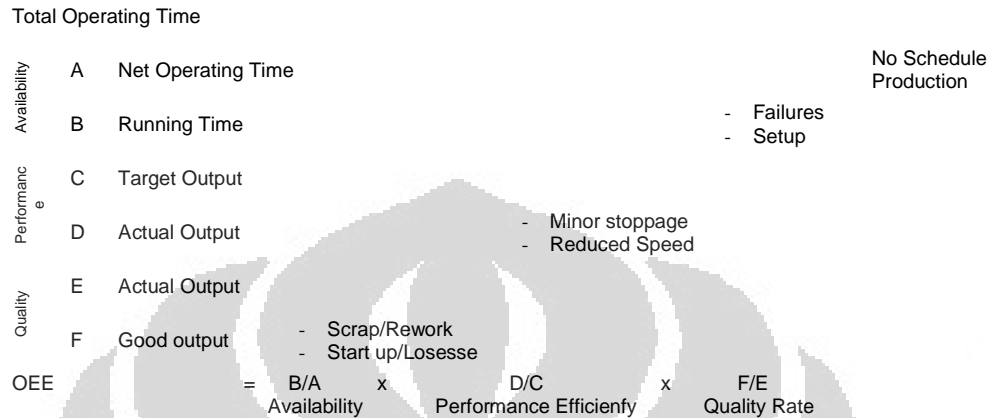 Total Operating Time
Availability
A Net Operating Time
No Schedule
Production
B Running Time
- Failures
- Setup
Performanc
e
C Target Output
D Actual Output
- Minor stoppage
- Reduced Speed
Quality
E Actual Output
F Good output
- Scrap/Rework
- Start up/Losesse
OEE = B/A x D/C x F/E
Availability Performance Efficienfy Quality Rate